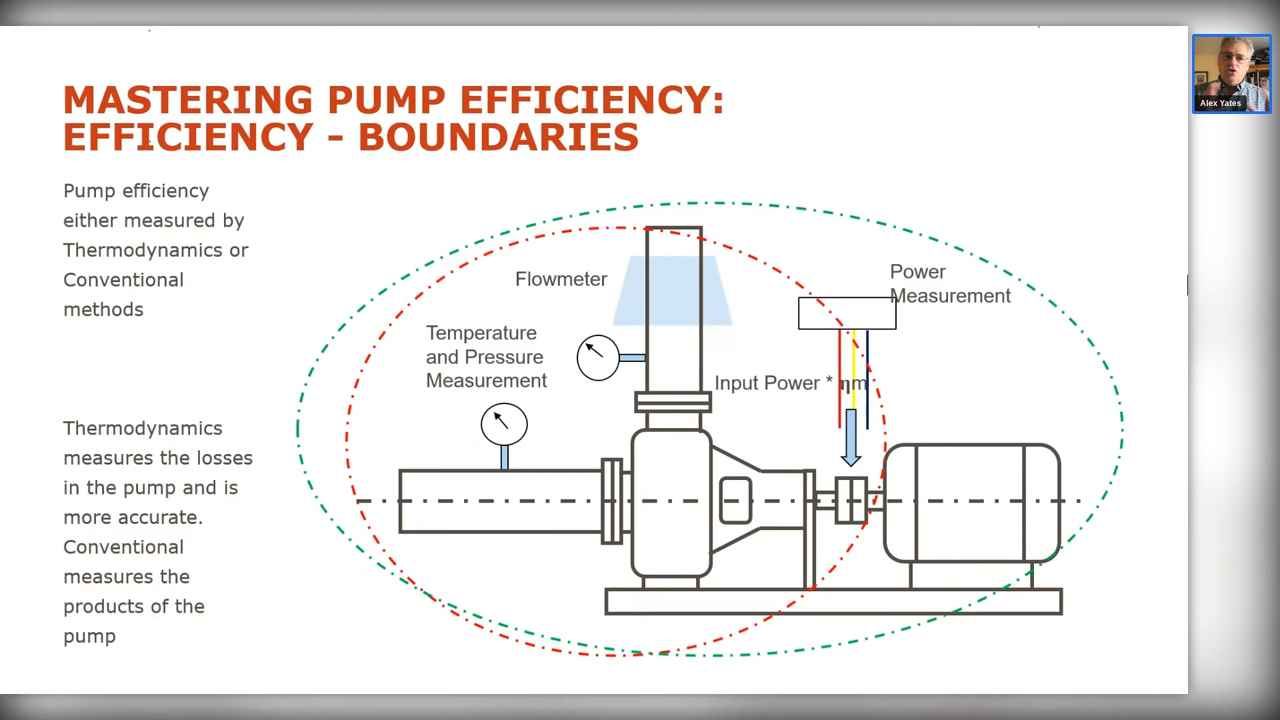 MASTERING PUMP EFFICIENCY:
EFFICIENCY - BOUNDARIES
Pump efficiency
either measured by
Thermodynamics or
Conventional
methods
Thermodynamics
measures the losses
in the pump and is
more accurate.
Conventional
measures the
products of the
pump
Flowmeter
Temperature
and Pressure
Measurement
Power
Measurement
Input Power * ηm
Alex Yates